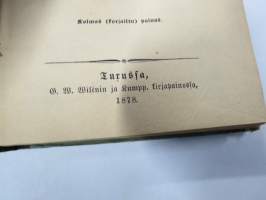 Kolmas (korjattu) painos.
Turussa,
G. W. Wilénin ja Kumpp. kirjapainossa,
1878.